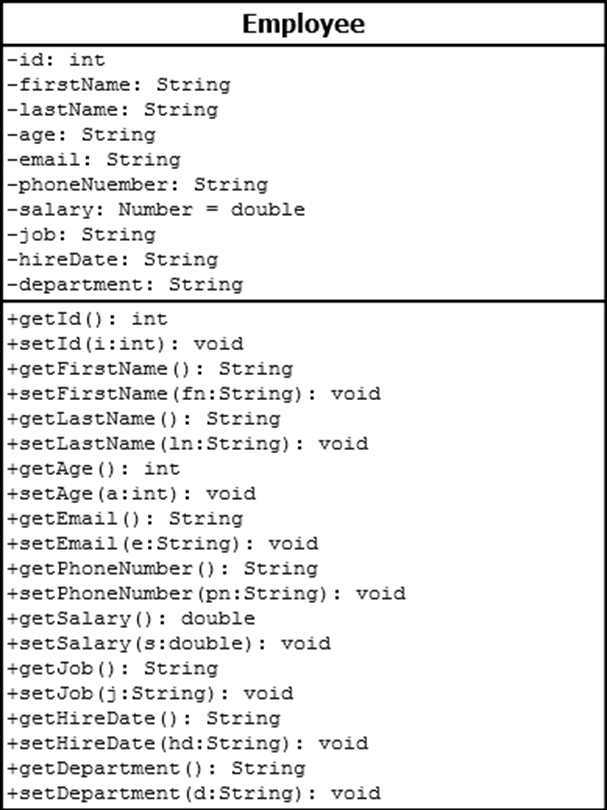 Employee
-id: int
-firstName: String
-lastName: String
-age: String
-email: String
-phoneNuember: String
-salary: Number = double
-job: String
-hireDate: String
-department: String
+getId(): int
+setId(i:int): void
+getFirstName(): String
+setFirstName(fn:String): void
+getLastName(): String
+setLastName(ln:String): void
+getAge(): int
+setAge(a:int): void
+getEmail(): String
+setEmail(e:String): void
+getPhoneNumber(): String
+setPhoneNumber(pn:String): void
+getSalary(): double
+setSalary(s:double): void
+getJob(): String
+setJob(j:String): void
+getHireDate(): String
+setHireDate(hd:String): void
+getDepartment(): String
+setDepartment(d:String): void